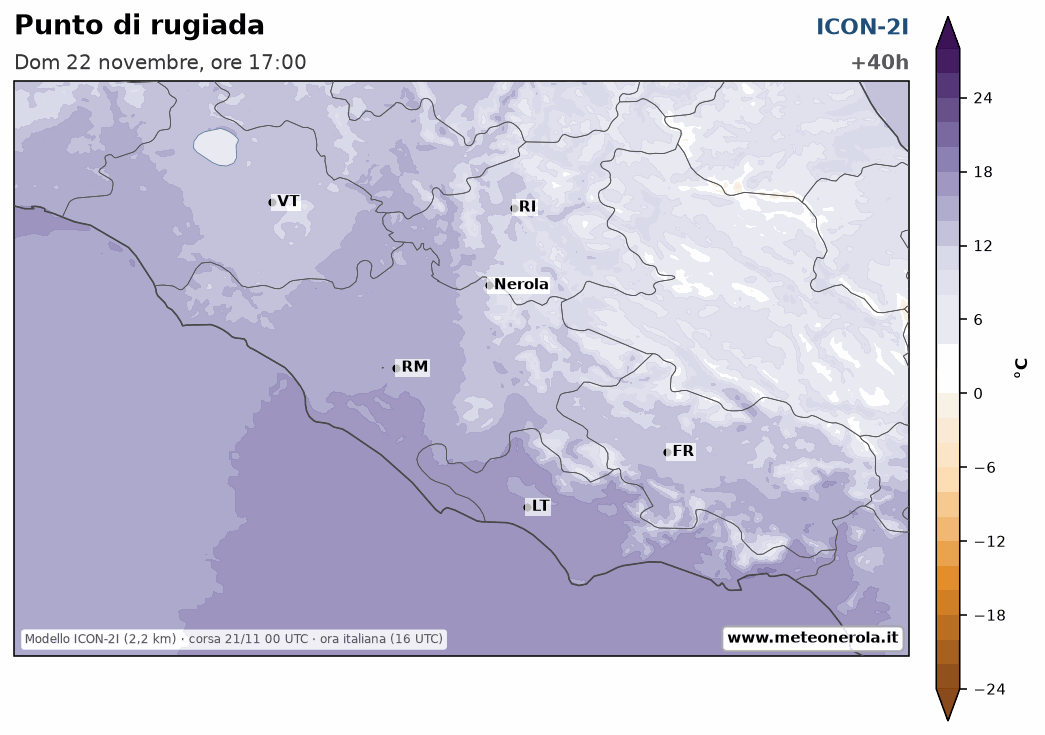 Punto di rugiada
ICON-2I
Dom 22 novembre, ore 17:00
+40h
VT
RI
Nerola
RM
FR
LT
Modello ICON-2I (2,2 km) · corsa 21/11 00 UTC · ora italiana (16 UTC)
www.meteonerola.it
24
18
12
6
0
−6
−12
−18
−24
°C